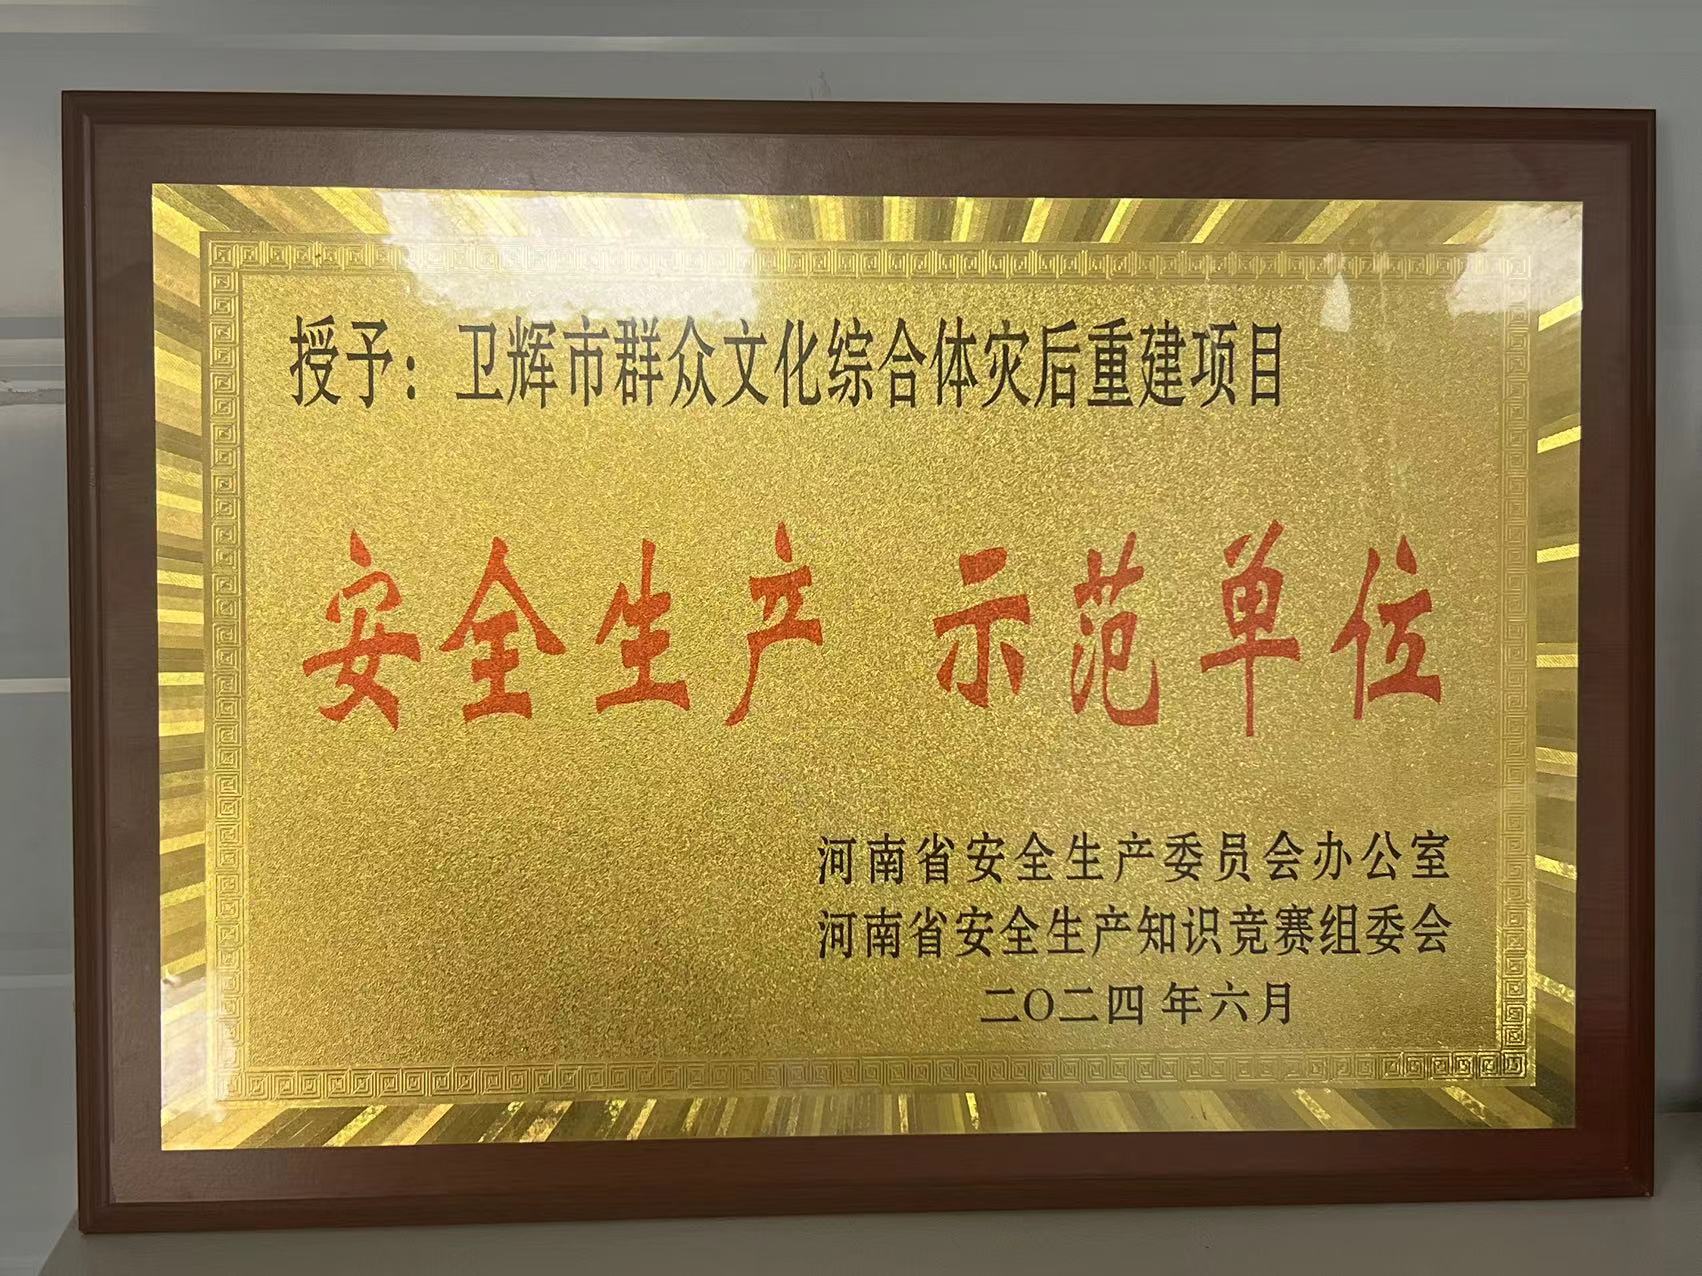 授予：卫辉市群众文化综合体灾后重建项目
安全生产 示范单位
河南省安全生产委员会办公室
河南省安全生产知识竞赛组委会
二〇二四年六月